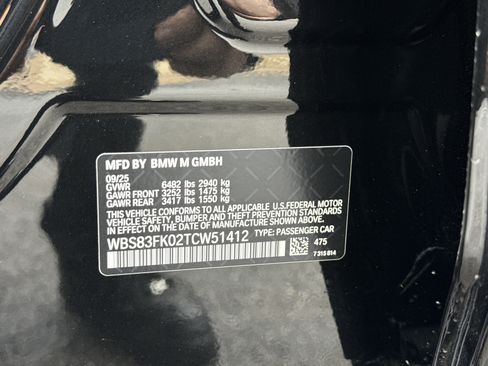 MFD BY BMW M GMBH
09/25
GVWR 6482 lbs 2940 kg
GAWR FRONT 3252 lbs 1475 kg
GAWR REAR 3417 lbs 1550 kg
THIS VEHICLE CONFORMS TO ALL APPLICABLE U.S.FEDERAL MOTOR
VEHICLE SAFETY, BUMPER AND THEFT PREVENTION STANDARDS
IN EFFECT ON THE DATE OF MANUFACTURE SHOWN ABOVE.
WBS83FK02TCW51412 TYPE: PASSENGER CAR
475
7 315 814